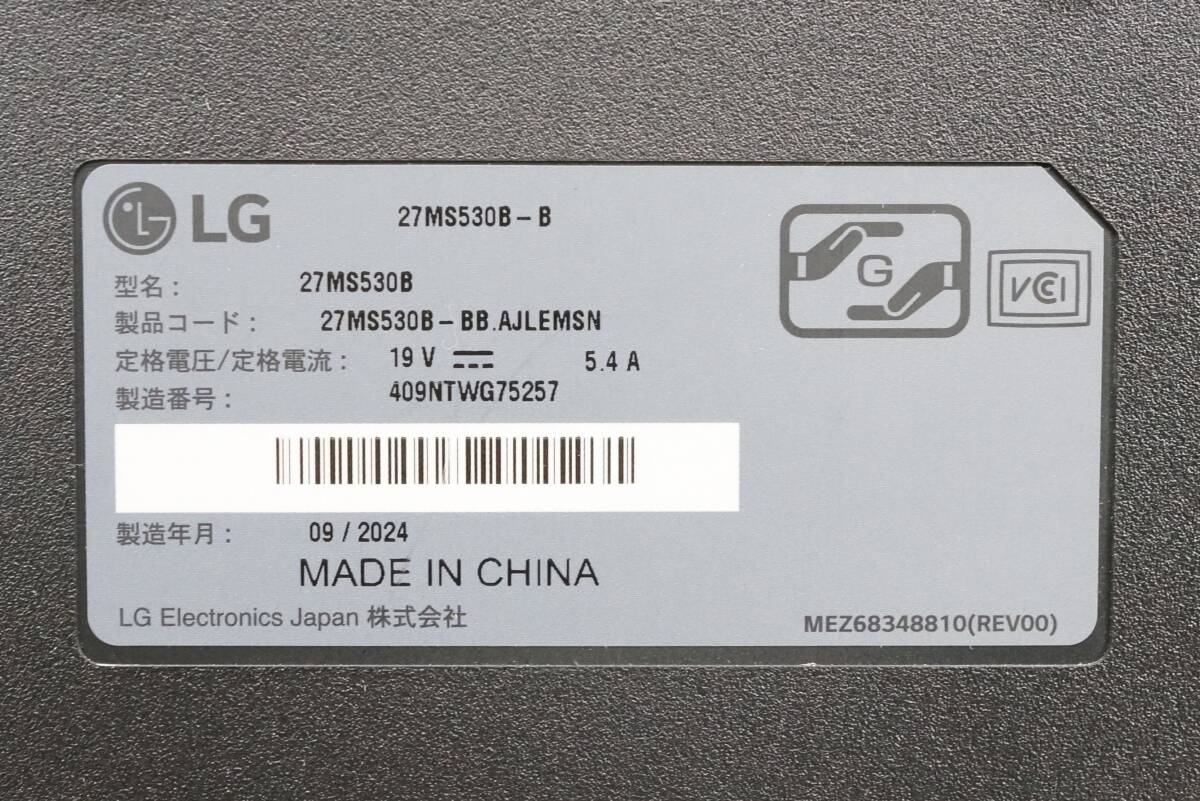 LG 27MS530B-B
型名: 27MS530B
製品コード: 27MS530B-BB.AJLEMSN
定格電圧/定格電流: 19 V 5.4 A
製造番号: 409NTWG75257
製造年月: 09 / 2024
MADE IN CHINA
LG Electronics Japan 株式会社
G
VCCI
MEZ68348810(REV00)